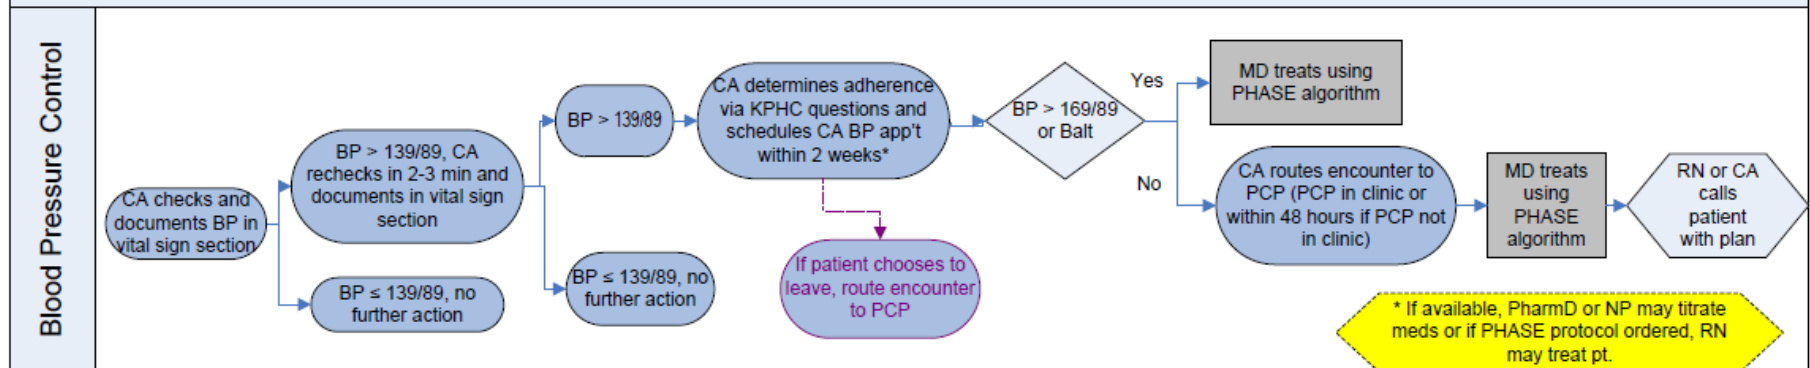 Blood Pressure Control
CA checks and
documents BP in
vital sign section
BP > 139/89, CA
rechecks in 2-3 min and
documents in vital sign
section
BP ≤ 139/89, no
further action
BP > 139/89
BP ≤ 139/89, no
further action
CA determines adherence
via KPHC questions and
schedules CA BP app't
within 2 weeks*
If patient chooses to
leave, route encounter
to PCP
BP > 169/89
or Balt
Yes
MD treats using
PHASE algorithm
No
CA routes encounter to
PCP (PCP in clinic or
within 48 hours if PCP not
in clinic)
MD treats
using
PHASE
algorithm
RN or CA
calls
patient
with plan
* If available, PharmD or NP may titrate
meds or if PHASE protocol ordered, RN
may treat pt.